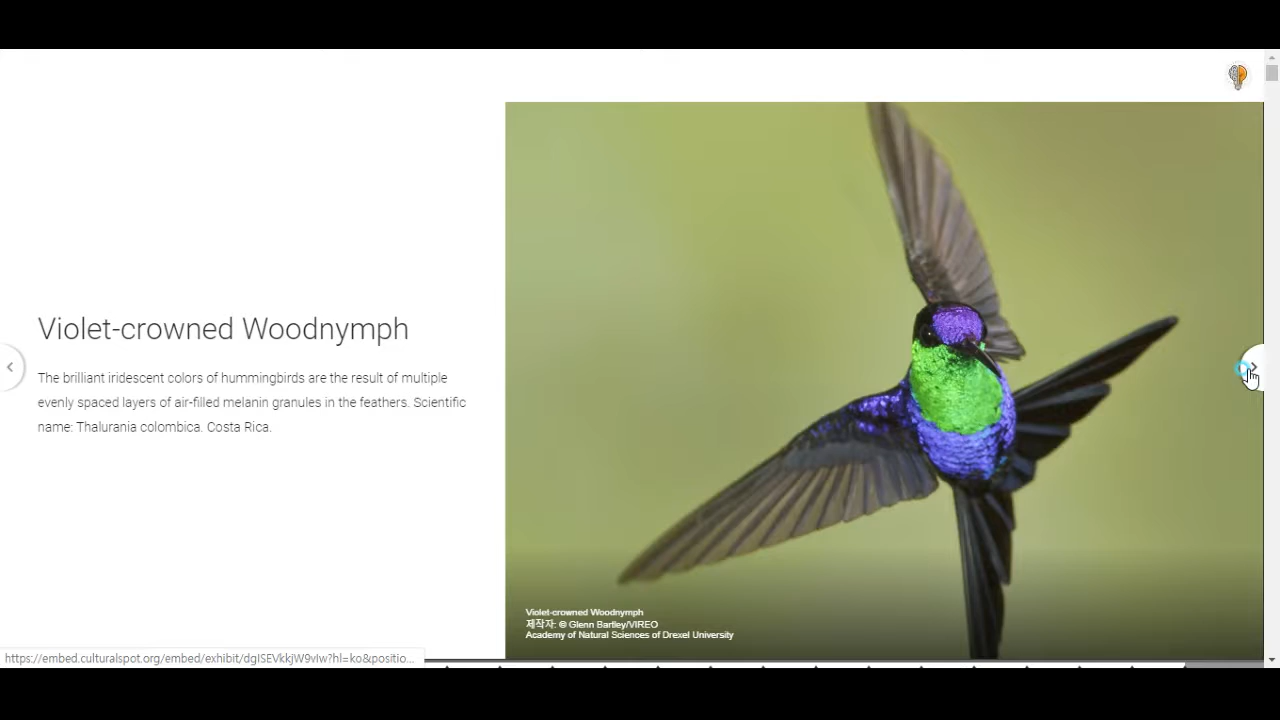 Violet-crowned Woodnymph
The brilliant iridescent colors of hummingbirds are the result of multiple
evenly spaced layers of air-filled melanin granules in the feathers. Scientific
name: Thalurania colombica. Costa Rica.
Violet-crowned Woodnymph
제작자: © Glenn Bartley/VIREO
Academy of Natural Sciences of Drexel University
https://embed.culturalspot.org/embed/exhibit/dgISEVkkjW9vIw?hl=ko&positio...